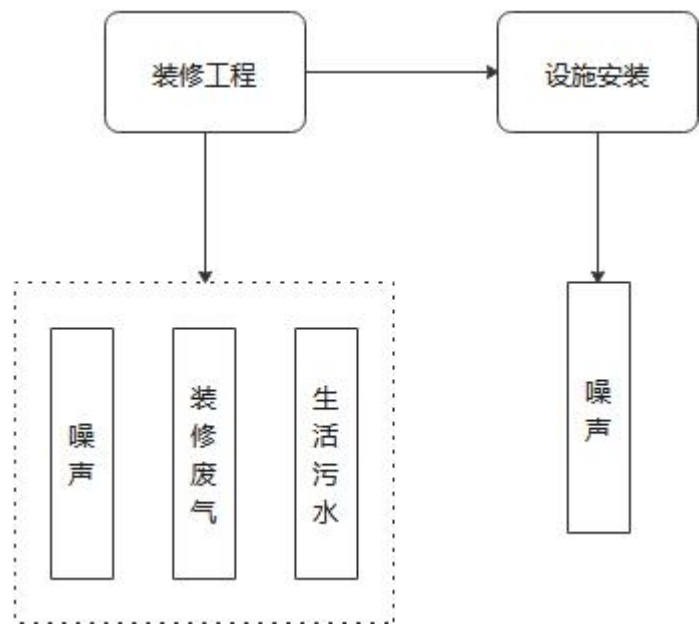 装修工程
设施安装
噪声
装修废气
生活污水
噪声